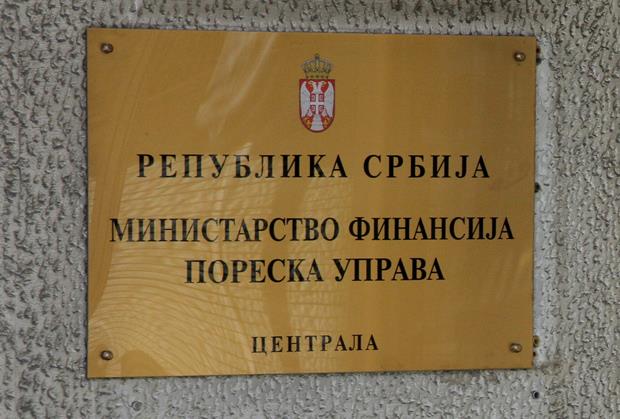 РЕПУБЛИКА СРБИЈА
МИНИСТАРСТВО ФИНАНСИЈА
ПОРЕСКА УПРАВА
ЦЕНТРАЛА